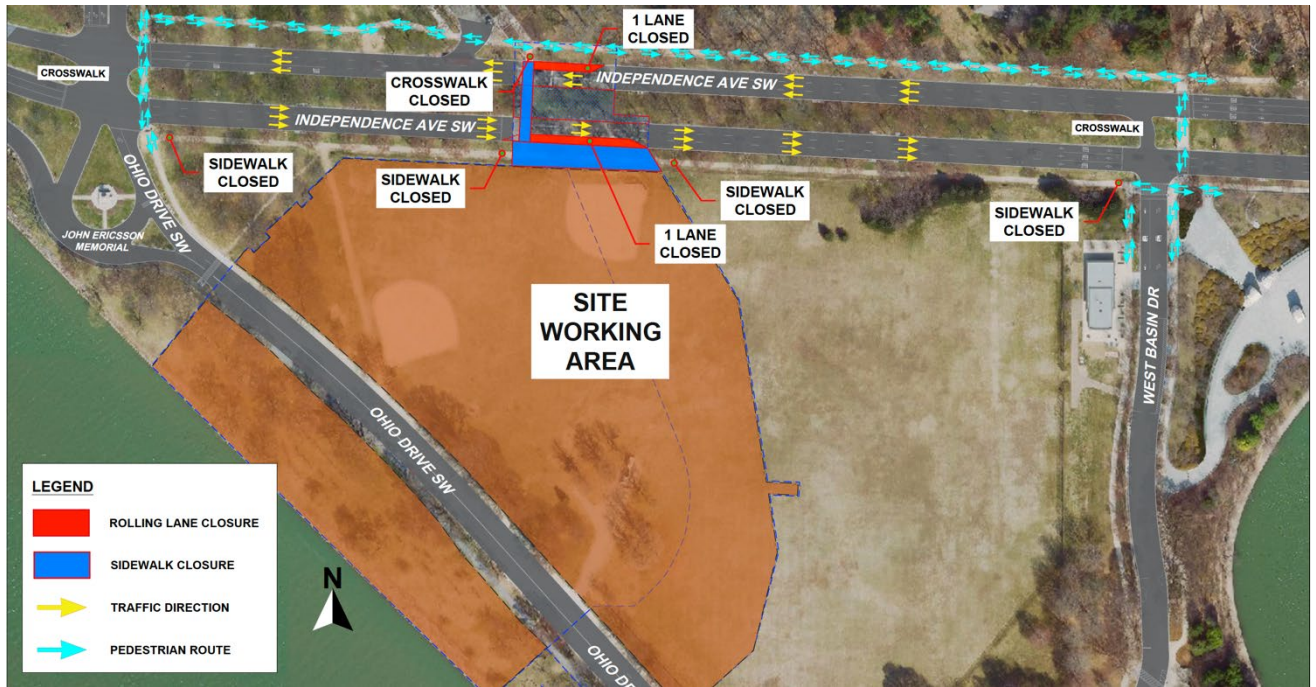 1 LANE
CLOSED
CROSSWALK
CROSSWALK
CLOSED
INDEPENDENCE AVE SW
INDEPENDENCE AVE SW
CROSSWALK
SIDEWALK
CLOSED
SIDEWALK
CLOSED
SIDEWALK
CLOSED
SIDEWALK
CLOSED
1 LANE
CLOSED
OHIO DRIVE SW
JOHN ERICSSON
MEMORIAL
SITE
WORKING
AREA
WEST BASIN DR
OHIO DRIVE SW
OHIO DR
LEGEND
ROLLING LANE CLOSURE
SIDEWALK CLOSURE
TRAFFIC DIRECTION
PEDESTRIAN ROUTE
N